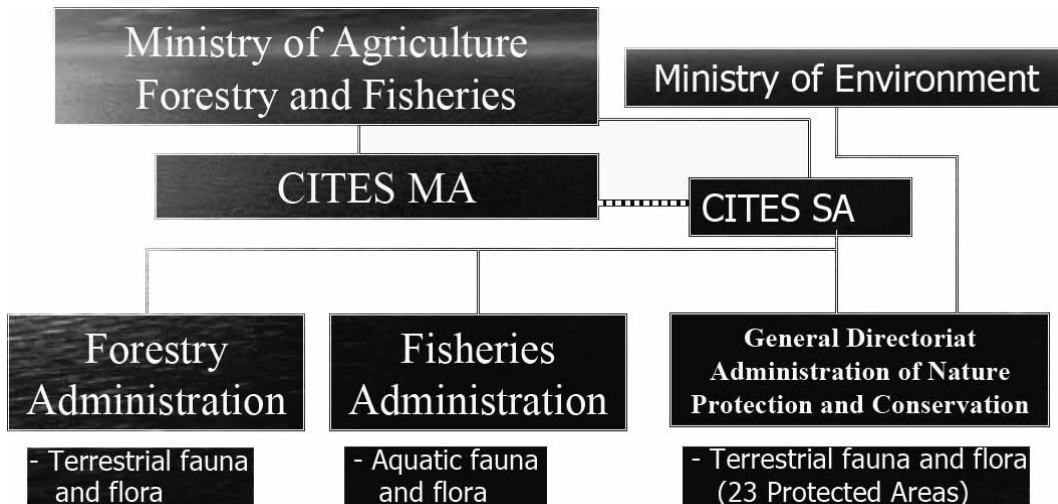 Ministry of Agriculture
Forestry and Fisheries
Ministry of Environment
CITES MA
CITES SA
Forestry
Administration
Fisheries
Administration
General Directoriat
Administration of Nature
Protection and Conservation
- Terrestrial fauna
and flora
- Aquatic fauna
and flora
- Terrestrial fauna and flora
(23 Protected Areas)